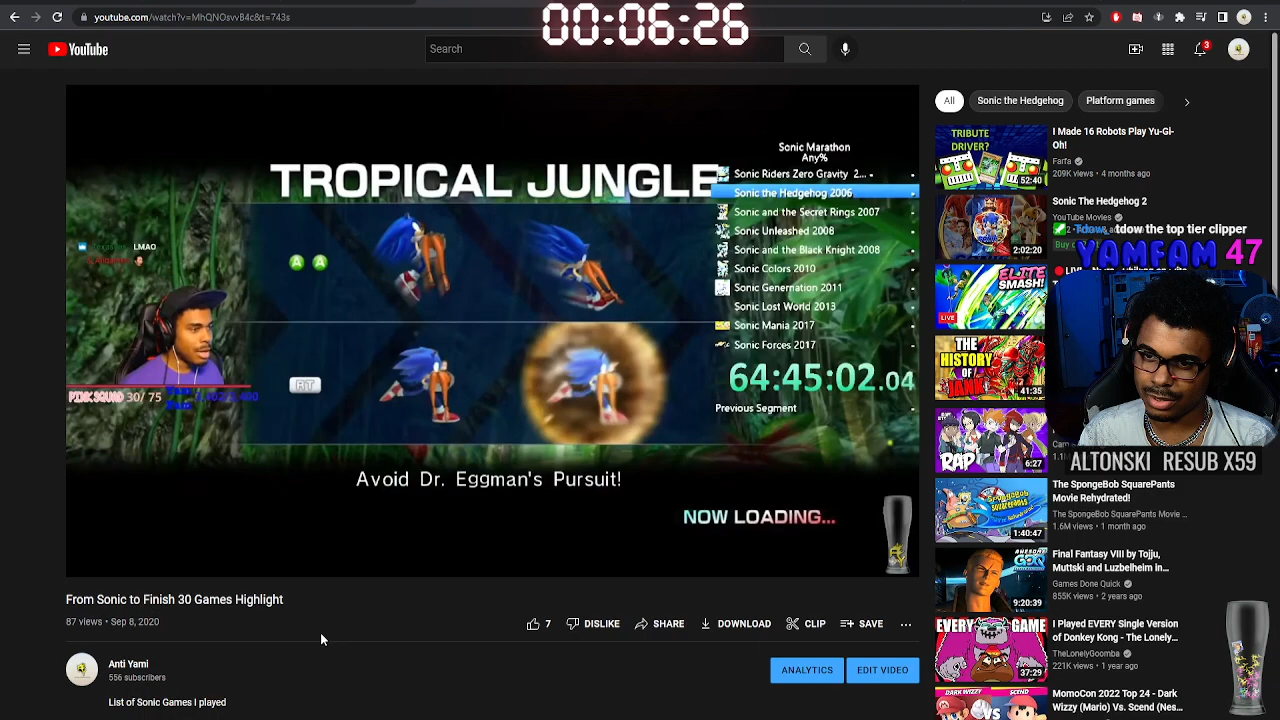 youtube.com/watch?v=MhQNOsvvB4c&t=743s
00:06:26
YouTube
Search
3
TROPICAL JUNGLE
LMAO
A A
RT
PINK SQUAD 30/ 75
Avoid Dr. Eggman's Pursuit!
NOW LOADING...
Sonic Marathon
Any%
Sonic Riders Zero Gravity 2... -
Sonic the Hedgehog 2006 -
Sonic and the Secret Rings 2007 -
Sonic Unleashed 2008 -
Sonic and the Black Knight 2008 -
Sonic Colors 2010 -
Sonic Genernation 2011 -
Sonic Lost World 2013 -
Sonic Mania 2017 -
Sonic Forces 2017 -
64:45:02.04
Previous Segment -
From Sonic to Finish 30 Games Highlight
87 views • Sep 8, 2020
7
DISLIKE
SHARE
DOWNLOAD
CLIP
SAVE
...
Anti Yami
556 subscribers
ANALYTICS
EDIT VIDEO
List of Sonic Games I played
All
Sonic the Hedgehog
Platform games
TRIBUTE
DRIVER?
52:40
I Made 16 Robots Play Yu-Gi-
Oh!
Farfa
209K views • 4 months ago
2:02:20
Sonic The Hedgehog 2
YouTube Movies
Tdow: tdow the top tier clipper
YAMFAM 47
ELITE
SMASH!
LIVE
THE
HISTORY
OF
JANK
41:35
RAP
6:27
ALTONSKI RESUB X59
SPONGEBOB
SQUAREPANTS
1:40:47
The SpongeBob SquarePants
Movie Rehydrated!
The SpongeBob SquarePants Movie ...
1.6M views • 1 month ago
9:20:39
Final Fantasy VIII by Tojju,
Muttski and Luzbelheim in...
Games Done Quick
855K views • 2 years ago
EVERY GAME
37:29
I Played EVERY Single Version
of Donkey Kong - The Lonely...
TheLonelyGoomba
221K views • 1 year ago
DARK WIZZY
SCEND
VS
MomoCon 2022 Top 24 - Dark
Wizzy (Mario) Vs. Scend (Nes...